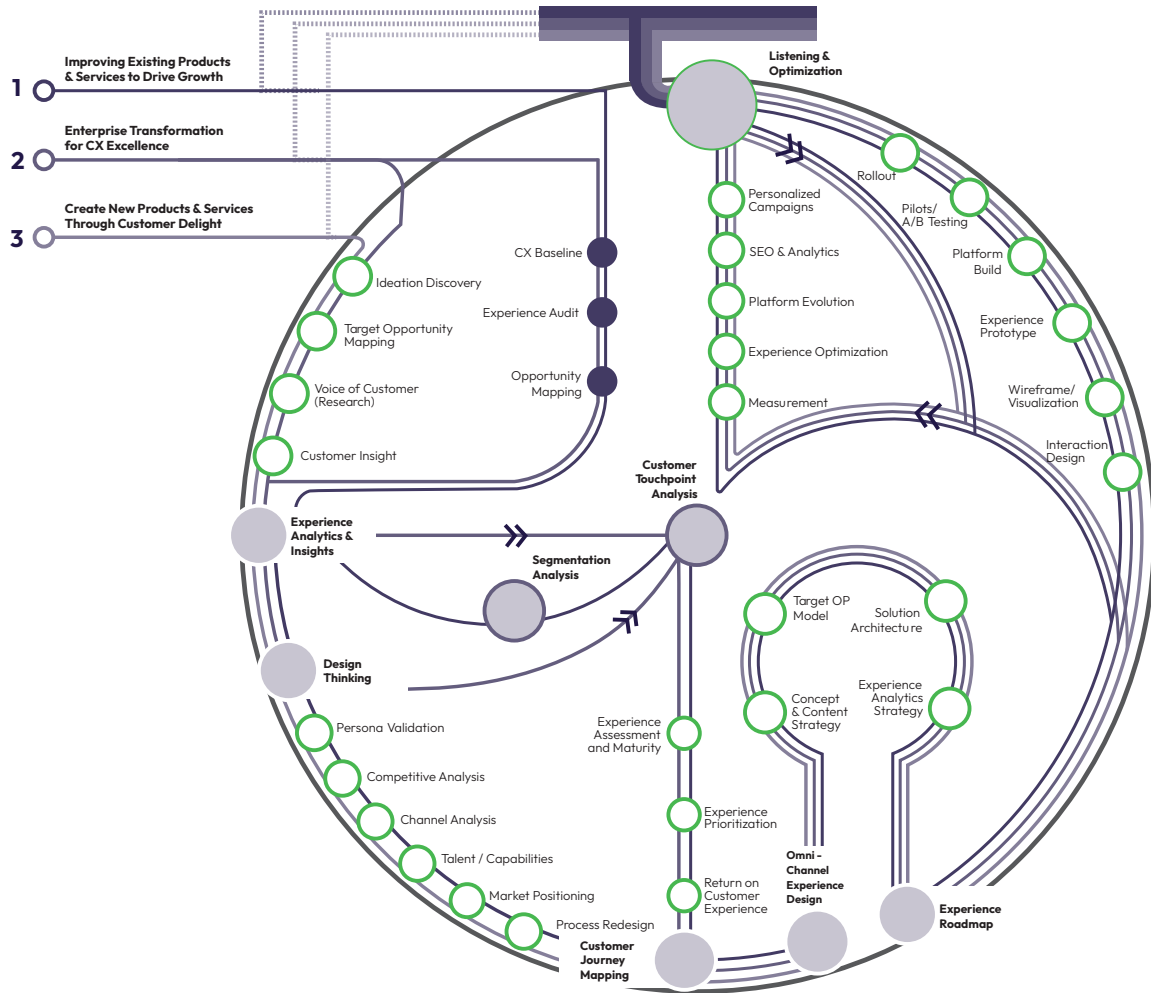 Improving Existing Products
& Services to Drive Growth
1
Enterprise Transformation
for CX Excellence
2
Create New Products & Services
Through Customer Delight
3
Listening &
Optimization
Rollout
Pilots/
A/B Testing
Platform
Build
Experience
Prototype
Wireframe/
Visualization
Interaction
Design
Personalized
Campaigns
SEO & Analytics
Platform Evolution
Experience Optimization
Measurement
CX Baseline
Experience Audit
Opportunity
Mapping
Ideation Discovery
Target Opportunity
Mapping
Voice of Customer
(Research)
Customer Insight
Experience
Analytics &
Insights
Customer
Touchpoint
Analysis
Segmentation
Analysis
Design
Thinking
Persona Validation
Competitive Analysis
Channel Analysis
Talent / Capabilities
Market Positioning
Process Redesign
Customer
Journey
Mapping
Experience
Assessment
and Maturity
Experience
Prioritization
Return on
Customer
Experience
Target OP
Model
Solution
Architecture
Concept
& Content
Strategy
Experience
Analytics
Strategy
Omni -
Channel
Experience
Design
Experience
Roadmap